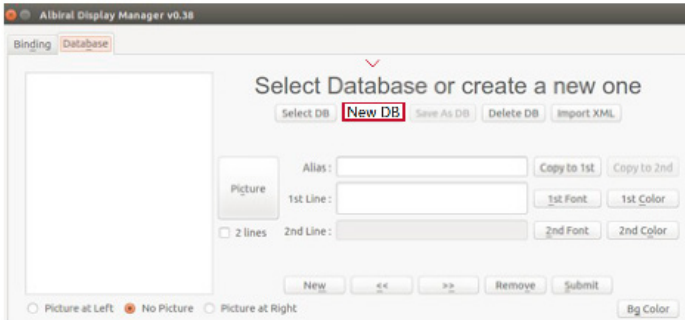 Albiral Display Manager v0.38
Binding Database
Select Database or create a new one
Select DB New DB Save As DB Delete DB Import XML
Alias : Copy to 1st Copy to 2nd
Picture
1st Line : 1st Font 1st Color
2 lines 2nd Line : 2nd Font 2nd Color
New << >> Remove Submit
Picture at Left No Picture Picture at Right Bg Color